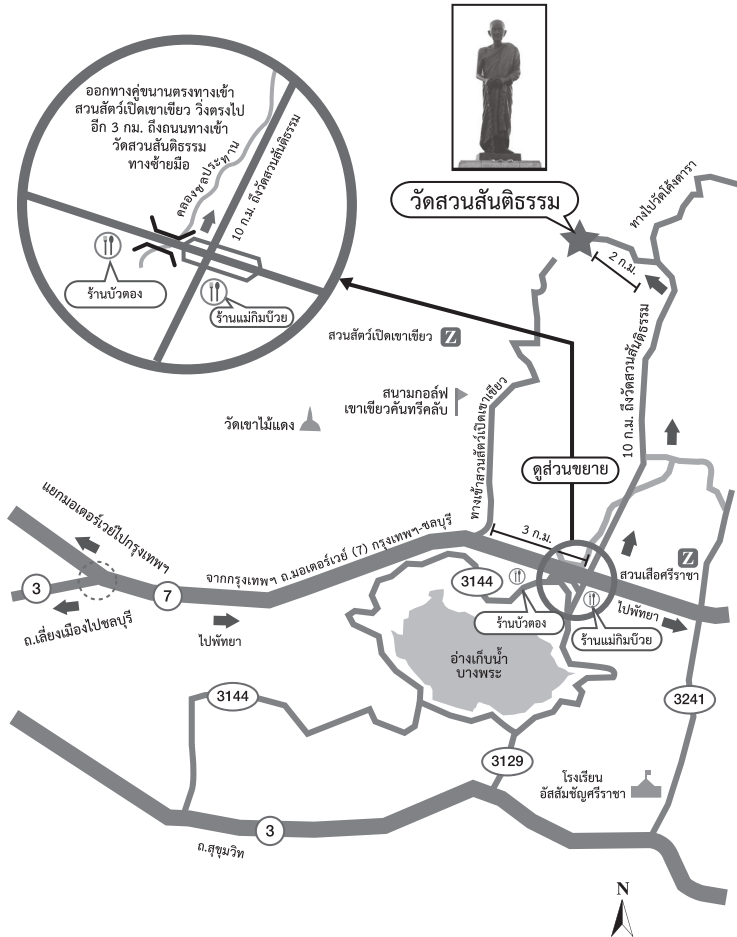 ออกทางคู่ขนานตรงทางเข้า
สวนสัตว์เปิดเขาเขียว วิ่งตรงไป
อีก 3 กม. ถึงถนนทางเข้า
วัดสวนสันติธรรม
ทางซ้ายมือ
คลองชลประทาน
10 ก.ม. ถึงวัดสวนสันติธรรม
ร้านบัวตอง
ร้านแม่กิมบ๊วย
วัดสวนสันติธรรม
ทางไปวัดโค้งดารา
2 ก.ม.
สวนสัตว์เปิดเขาเขียว
Z
สนามกอล์ฟ
เขาเขียวคันทรีคลับ
วัดเขาไม้แดง
ทางเข้าสวนสัตว์เปิดเขาเขียว
10 ก.ม. ถึงวัดสวนสันติธรรม
ดูส่วนขยาย
แยกมอเตอร์เวย์ไปกรุงเทพฯ
จากกรุงเทพฯ ถ.มอเตอร์เวย์ (7) กรุงเทพฯ-ชลบุรี
3 ก.ม.
Z
สวนเสือศรีราชา
3
7
3144
ถ.เลี่ยงเมืองไปชลบุรี
ไปพัทยา
ไปพัทยา
ร้านบัวตอง
ร้านแม่กิมบ๊วย
อ่างเก็บน้ำ
บางพระ
3144
3241
3129
โรงเรียน
อัสสัมชัญศรีราชา
3
ถ.สุขุมวิท
N